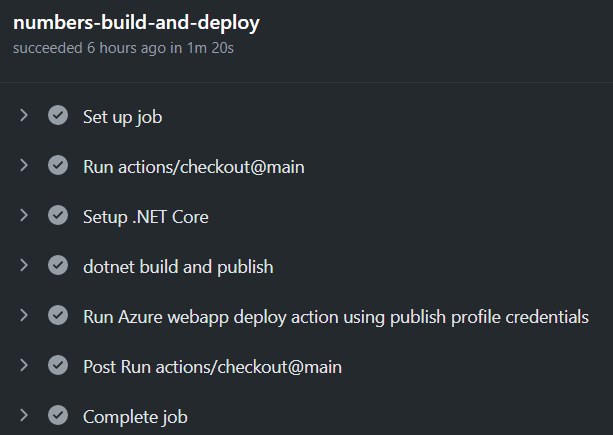 numbers-build-and-deploy
succeeded 6 hours ago in 1m 20s
Set up job
Run actions/checkout@main
Setup .NET Core
dotnet build and publish
Run Azure webapp deploy action using publish profile credentials
Post Run actions/checkout@main
Complete job